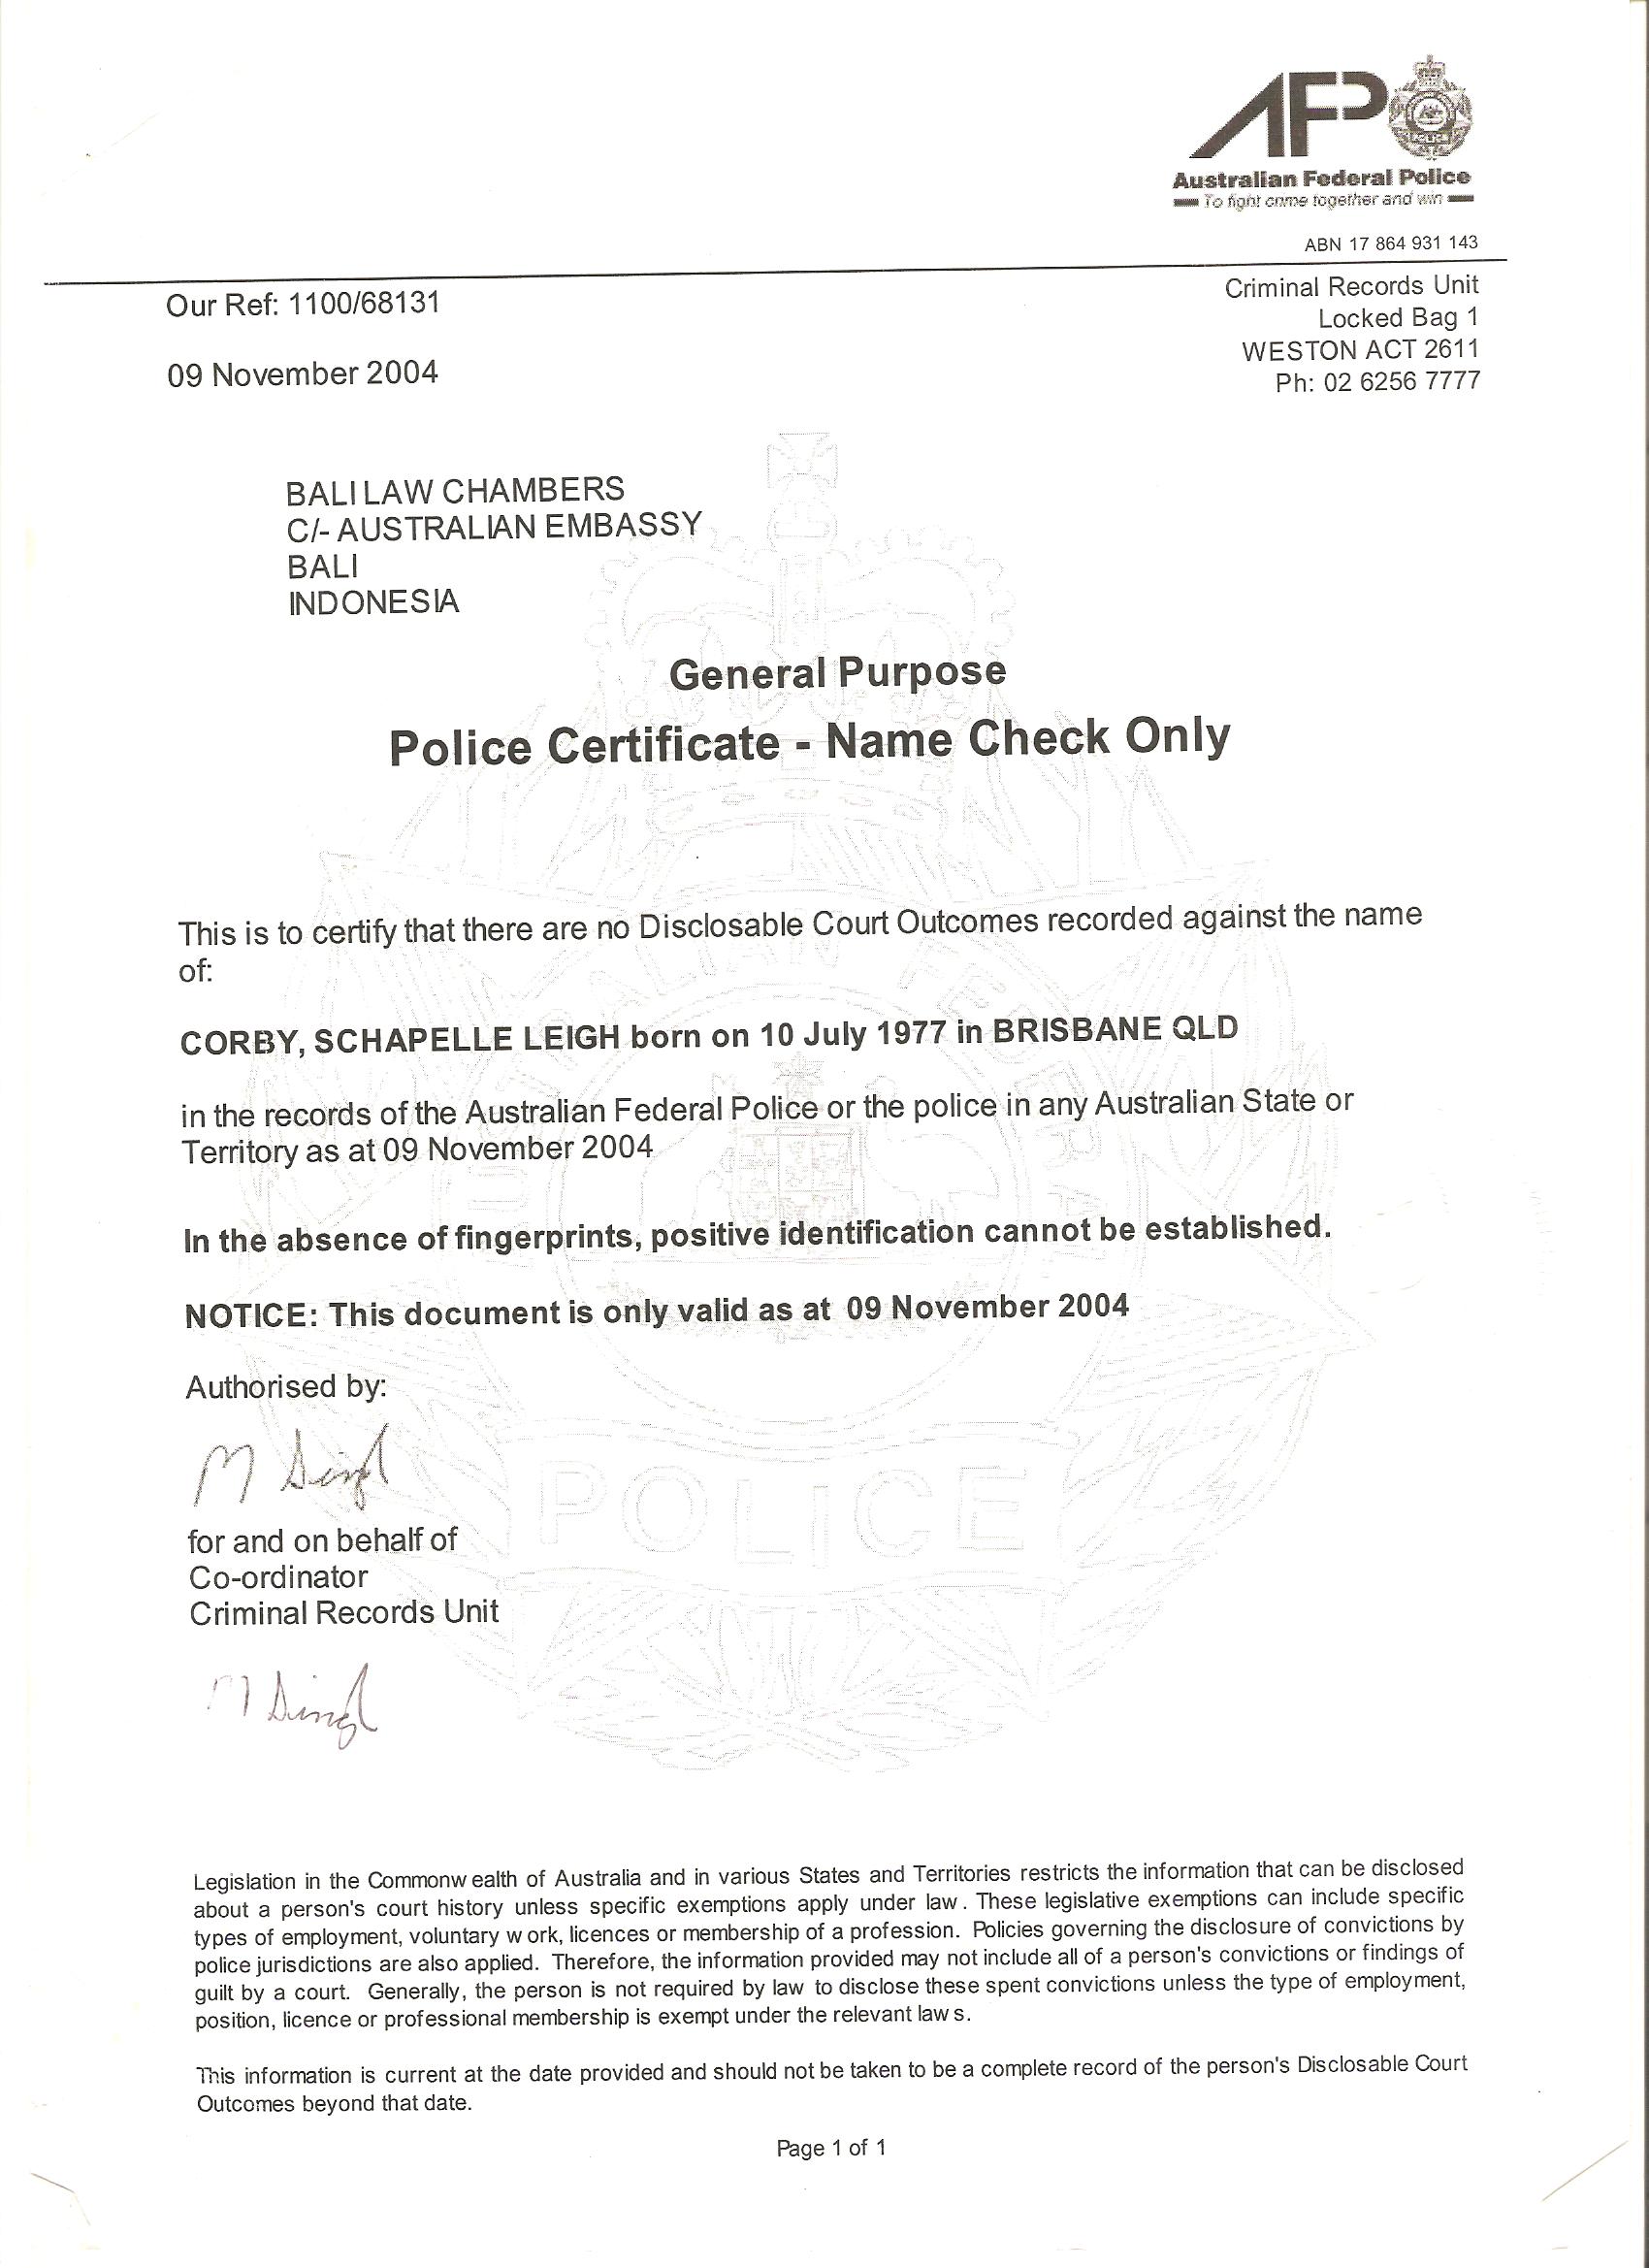 AFP
Australian Federal Police
To fight crime together and win
ABN 17 864 931 143
Our Ref: 1100/68131
Criminal Records Unit
Locked Bag 1
WESTON ACT 2611
Ph: 02 6256 7777
09 November 2004
BALI LAW CHAMBERS
C/- AUSTRALIAN EMBASSY
BALI
INDONESIA
General Purpose
Police Certificate - Name Check Only
This is to certify that there are no Disclosable Court Outcomes recorded against the name
of:
CORBY, SCHAPELLE LEIGH born on 10 July 1977 in BRISBANE QLD
in the records of the Australian Federal Police or the police in any Australian State or
Territory as at 09 November 2004
In the absence of fingerprints, positive identification cannot be established.
NOTICE: This document is only valid as at 09 November 2004
Authorised by:
POLICE
for and on behalf of
Co-ordinator
Criminal Records Unit
Legislation in the Commonwealth of Australia and in various States and Territories restricts the information that can be disclosed
about a person's court history unless specific exemptions apply under law. These legislative exemptions can include specific
types of employment, voluntary work, licences or membership of a profession. Policies governing the disclosure of convictions by
police jurisdictions are also applied. Therefore, the information provided may not include all of a person's convictions or findings of
guilt by a court. Generally, the person is not required by law to disclose these spent convictions unless the type of employment,
position, licence or professional membership is exempt under the relevant laws.
This information is current at the date provided and should not be taken to be a complete record of the person's Disclosable Court
Outcomes beyond that date.
Page 1 of 1